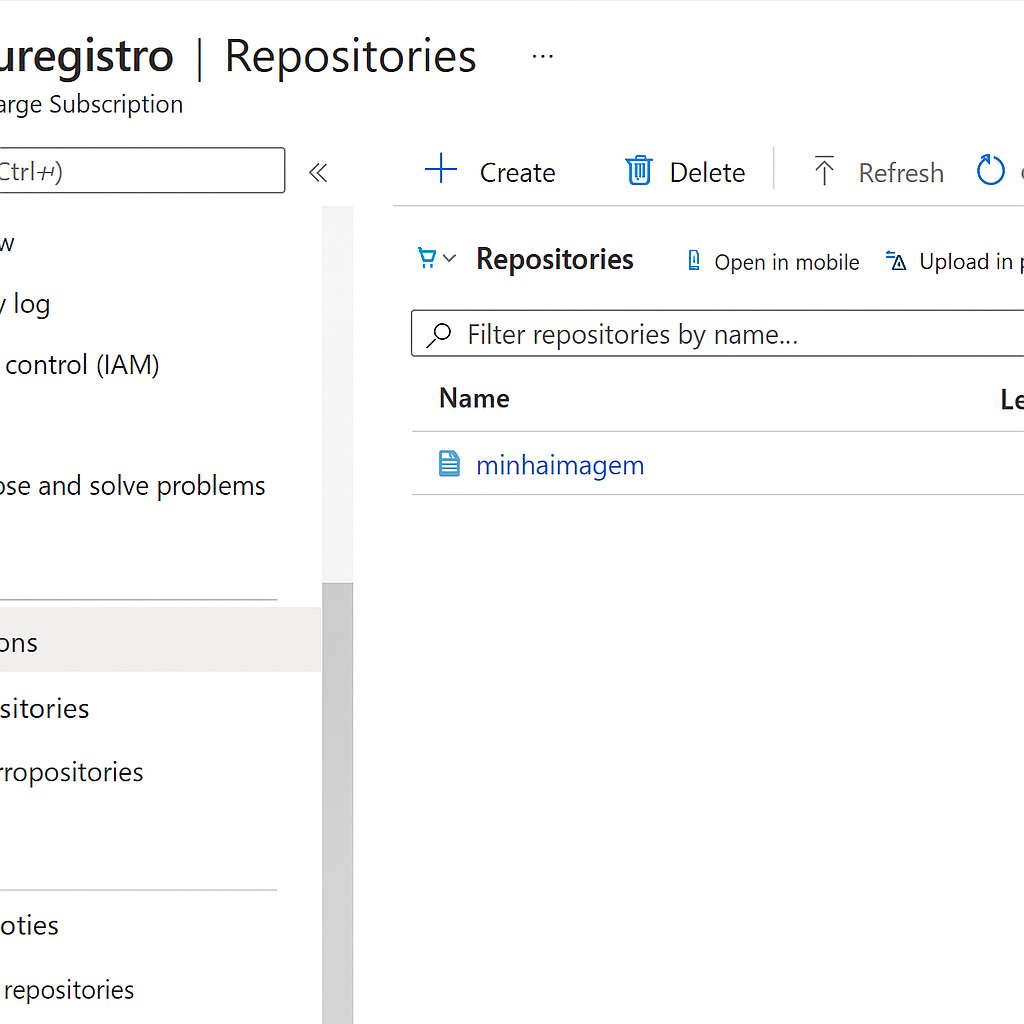 uregistro | Repositories ...
arge Subscription
Ctrl+/)
«
Create Delete Refresh
w
Repositories Open in mobile Upload in p
y log
Filter repositories by name...
control (IAM)
Name Le
minhaimagem
ose and solve problems
ons
sitories
rropositories
oties
repositories